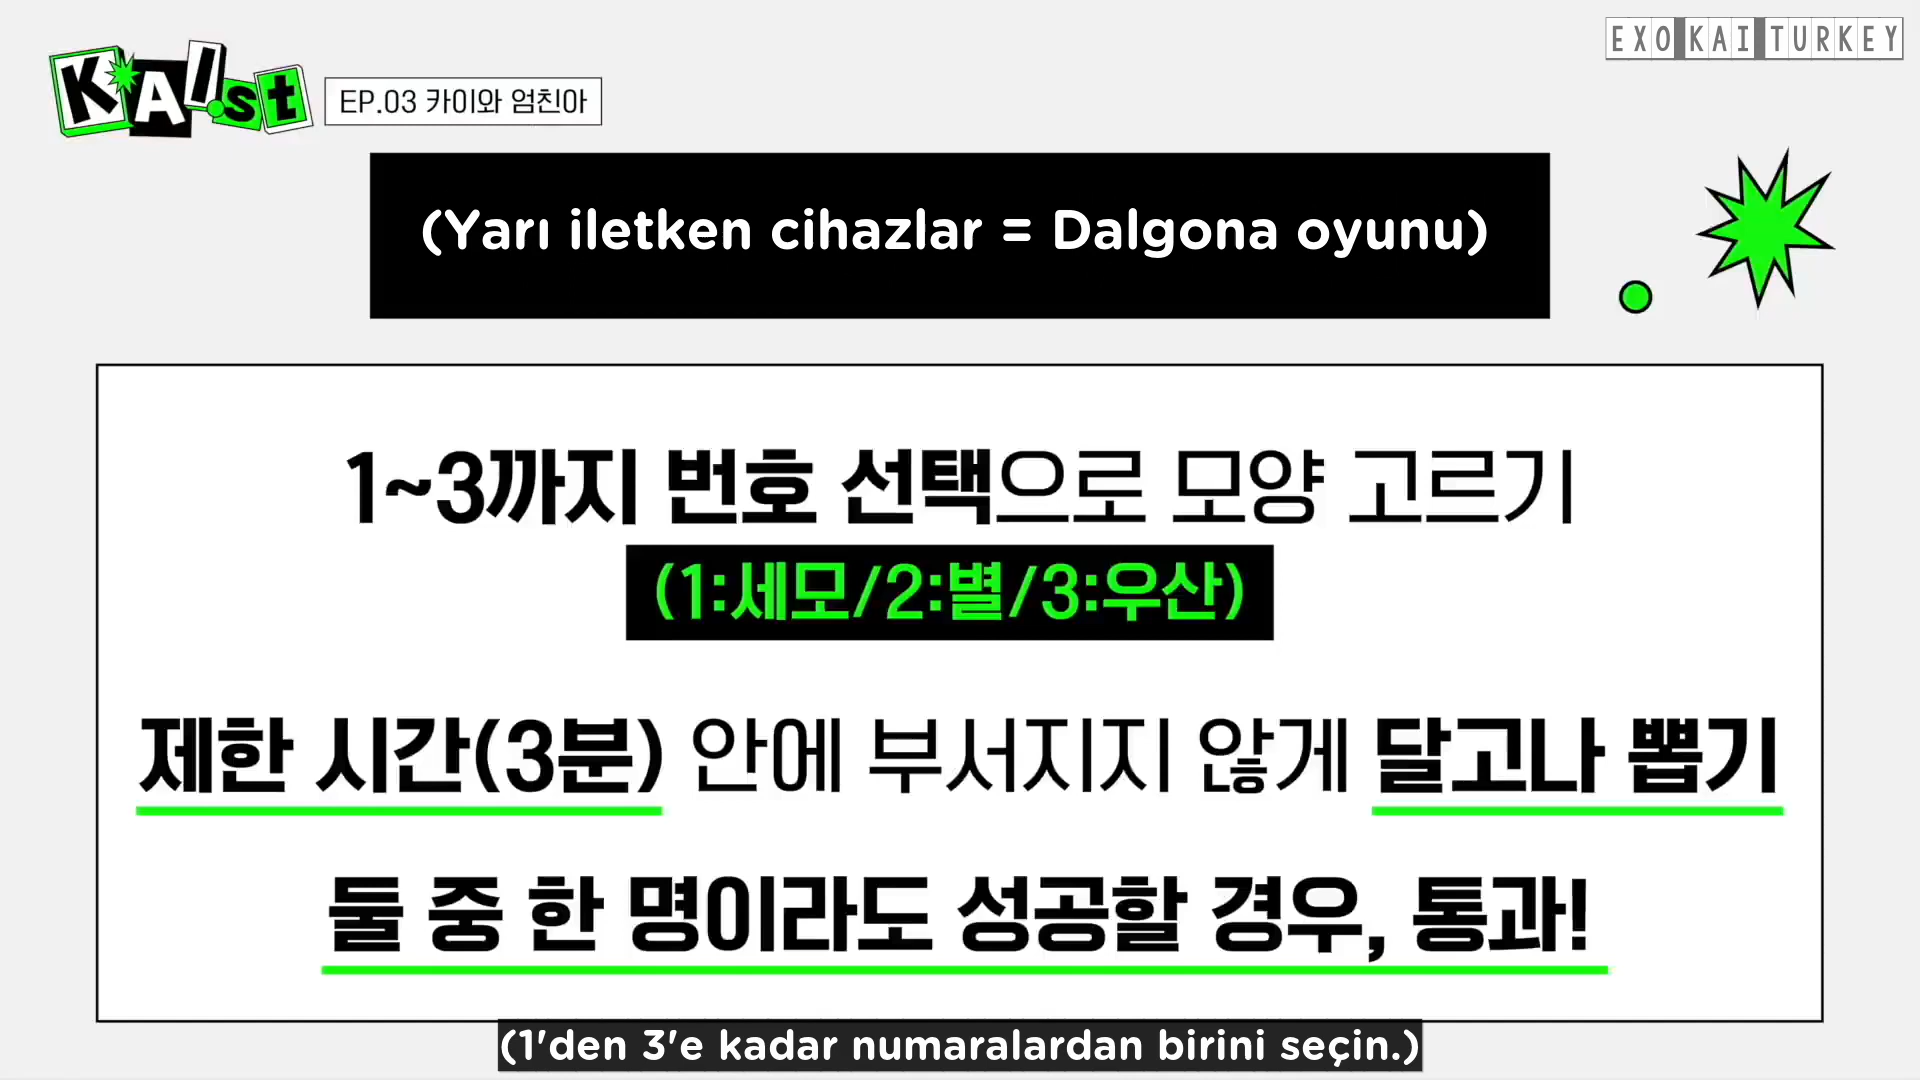 EXO KAI TURKEY
KAI.st
EP.03 카이와 엄친아
(Yarı iletken cihazlar = Dalgona oyunu)
1~3까지 번호 선택으로 모양 고르기
(1:세모/2:별/3:우산)
제한 시간(3분) 안에 부서지지 않게 달고나 뽑기
둘 중 한 명이라도 성공할 경우, 통과!
(1'den 3'e kadar numaralardan birini seçin.)